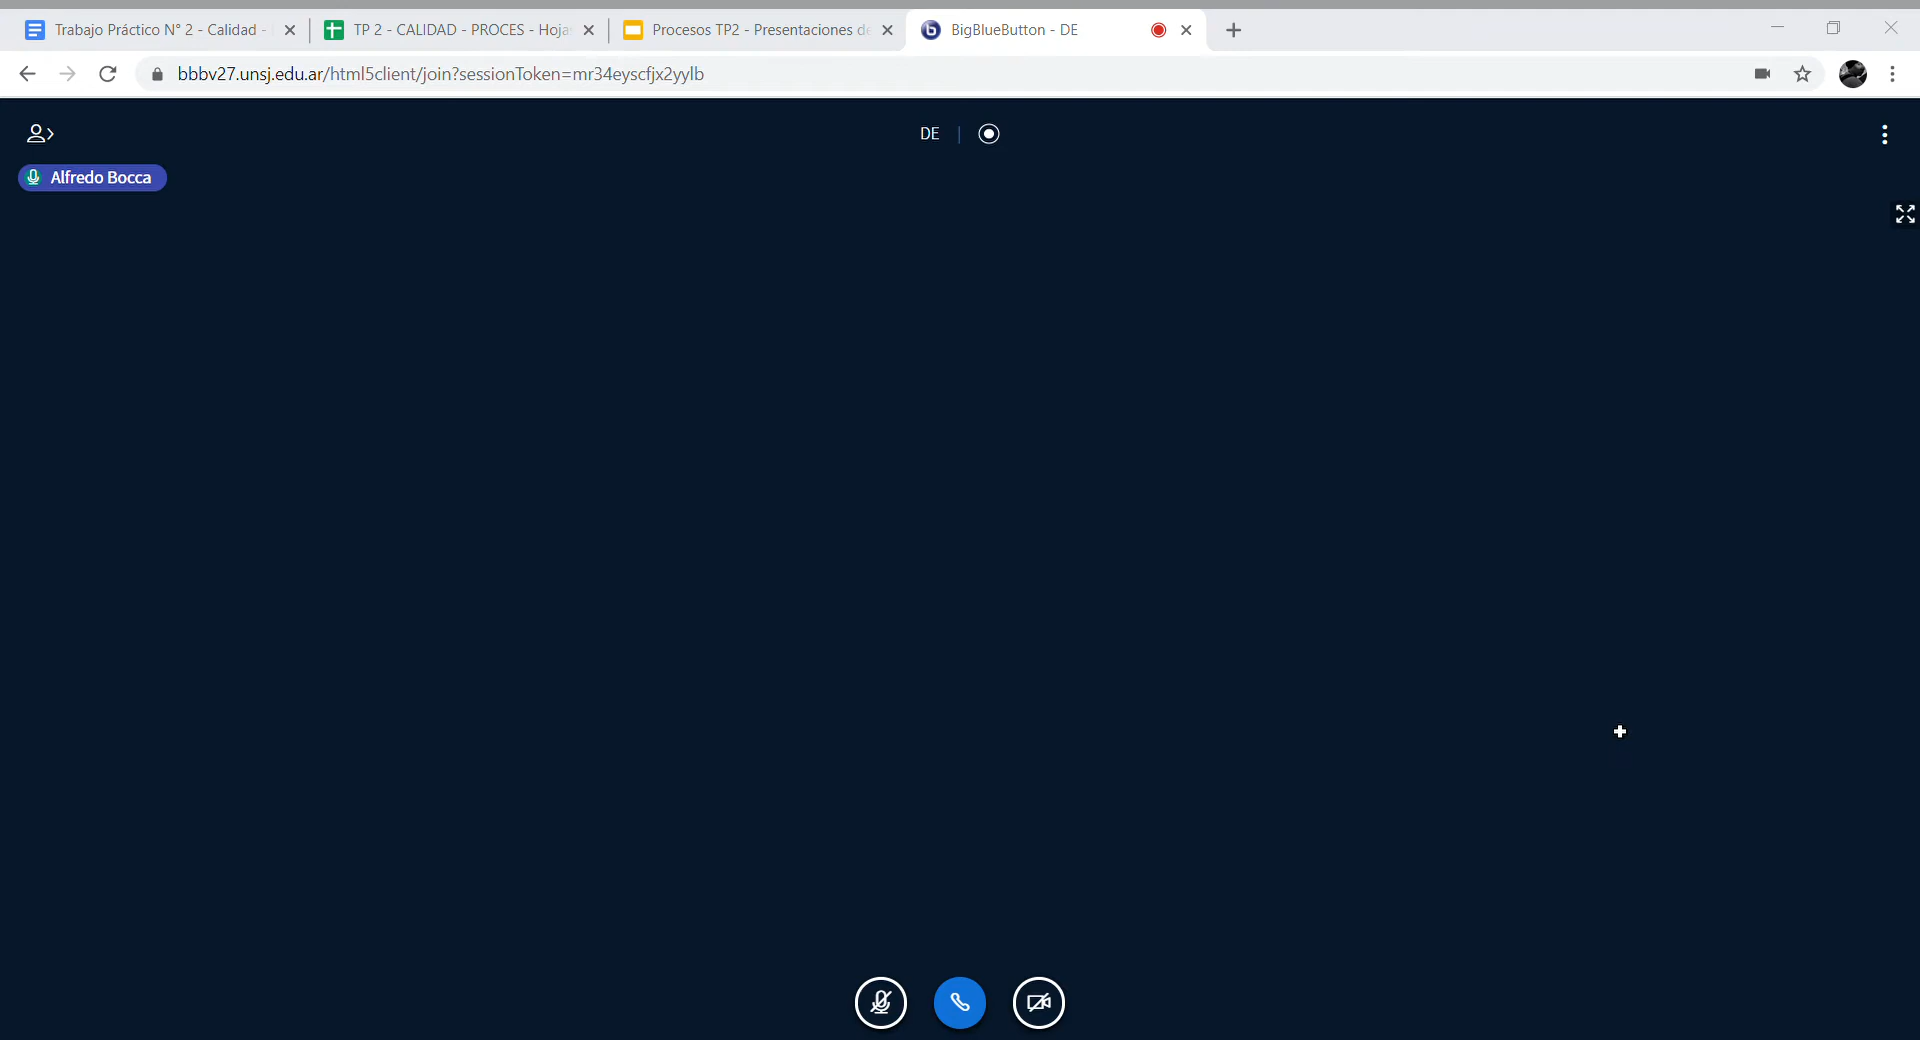 Trabajo Práctico N° 2 - Calidad -
TP 2 - CALIDAD - PROCES - Hoja
Procesos TP2 - Presentaciones de
BigBlueButton - DE
bbbv27.unsj.edu.ar/html5client/join?sessionToken=mr34eyscfjx2yylb
DE
Alfredo Bocca